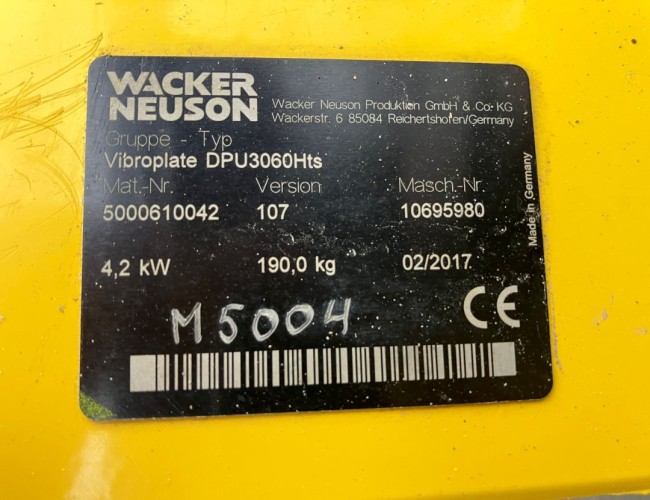 WACKER
NEUSON
Wacker Neuson Produktion GmbH & Co. KG
Wackerstr. 6 85084 Reichertshofen/Germany
Gruppe - Typ
Vibroplate DPU3060Hts
Mat.-Nr. Version Masch.-Nr.
5000610042 107 10695980
4,2 kW 190,0 kg 02/2017
Made in Germany
M5004
CE